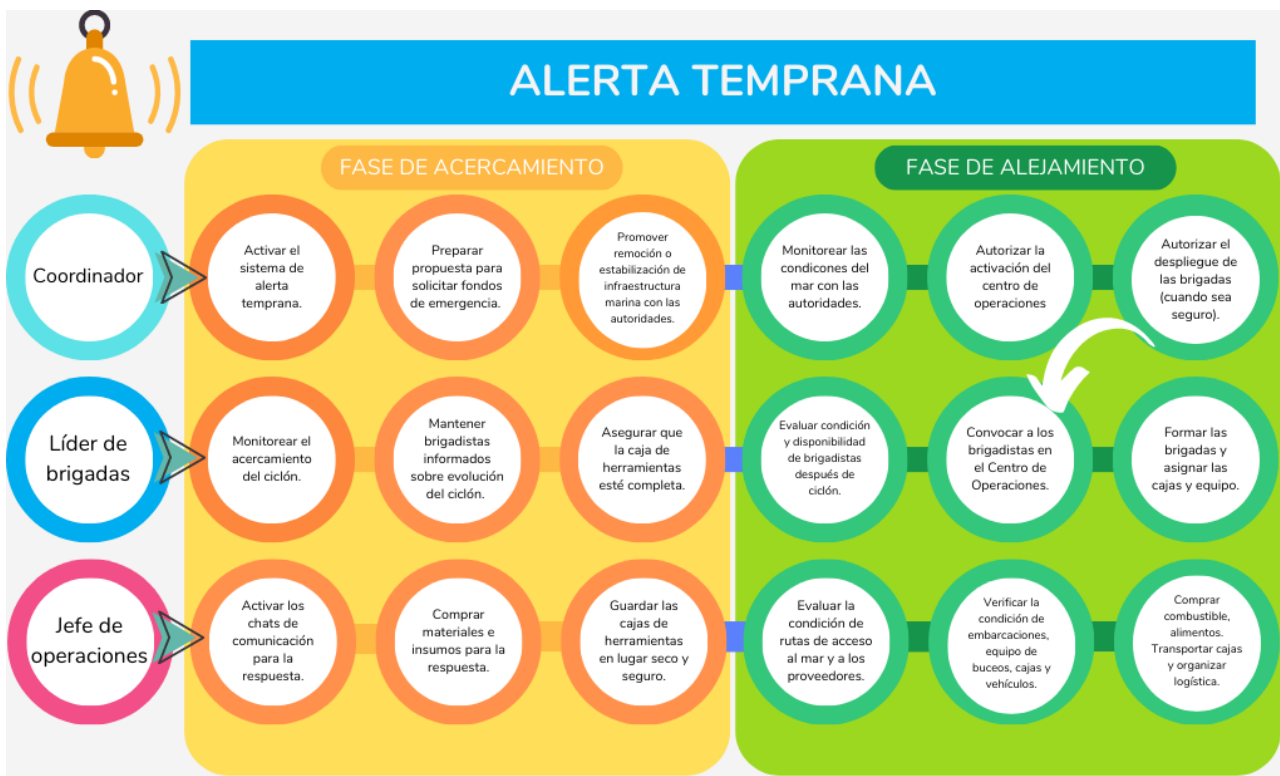 ALERTA TEMPRANA
FASE DE ACERCAMIENTO
FASE DE ALEJAMIENTO
Coordinador
Activar el
sistema de
alerta
temprana.
Preparar
propuesta para
solicitar fondos
de emergencia.
Promover
remoción o
estabilización de
infraestructura
marina con las
autoridades.
Monitorear las
condicones del
mar con las
autoridades.
Autorizar la
activación del
centro de
operaciones
Autorizar el
despliegue de
las brigadas
(cuando sea
seguro).
Líder de
brigadas
Monitorear el
acercamiento
del ciclón.
Mantener
brigadistas
informados
sobre evolución
del ciclón.
Asegurar que
la caja de
herramientas
esté completa.
Evaluar condición
y disponibilidad
de brigadistas
después de
ciclón.
Convocar a los
brigadistas en
el Centro de
Operaciones.
Formar las
brigadas y
asignar las
cajas y equipo.
Jefe de
operaciones
Activar los
chats de
comunicación
para la
respuesta.
Comprar
materiales e
insumos para la
respuesta.
Guardar las
cajas de
herramientas
en lugar seco y
seguro.
Evaluar la
condición de
rutas de acceso
al mar y a los
proveedores.
Verificar la
condición de
embarcaciones,
equipo de
buceos, cajas y
vehículos.
Comprar
combustible,
alimentos.
Transportar cajas
y organizar
logística.